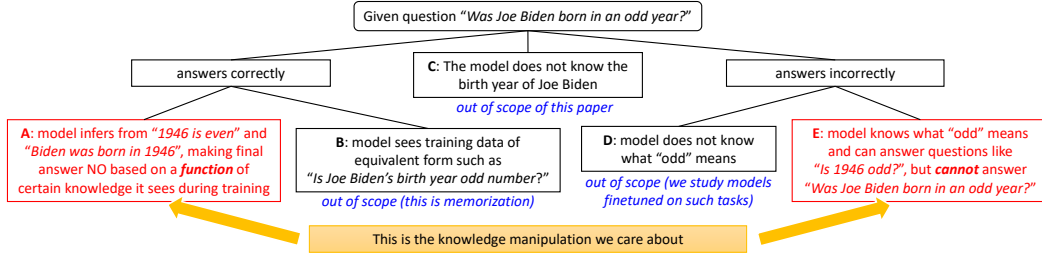 Given question "Was Joe Biden born in an odd year?"
answers correctly
C: The model does not know the
birth year of Joe Biden
out of scope of this paper
answers incorrectly
A: model infers from "1946 is even" and
"Biden was born in 1946", making final
answer NO based on a function of
certain knowledge it sees during training
B: model sees training data of
equivalent form such as
"Is Joe Biden's birth year odd number?"
out of scope (this is memorization)
D: model does not know
what "odd" means
out of scope (we study models
finetuned on such tasks)
E: model knows what "odd" means
and can answer questions like
"Is 1946 odd?", but cannot answer
"Was Joe Biden born in an odd year?"
This is the knowledge manipulation we care about